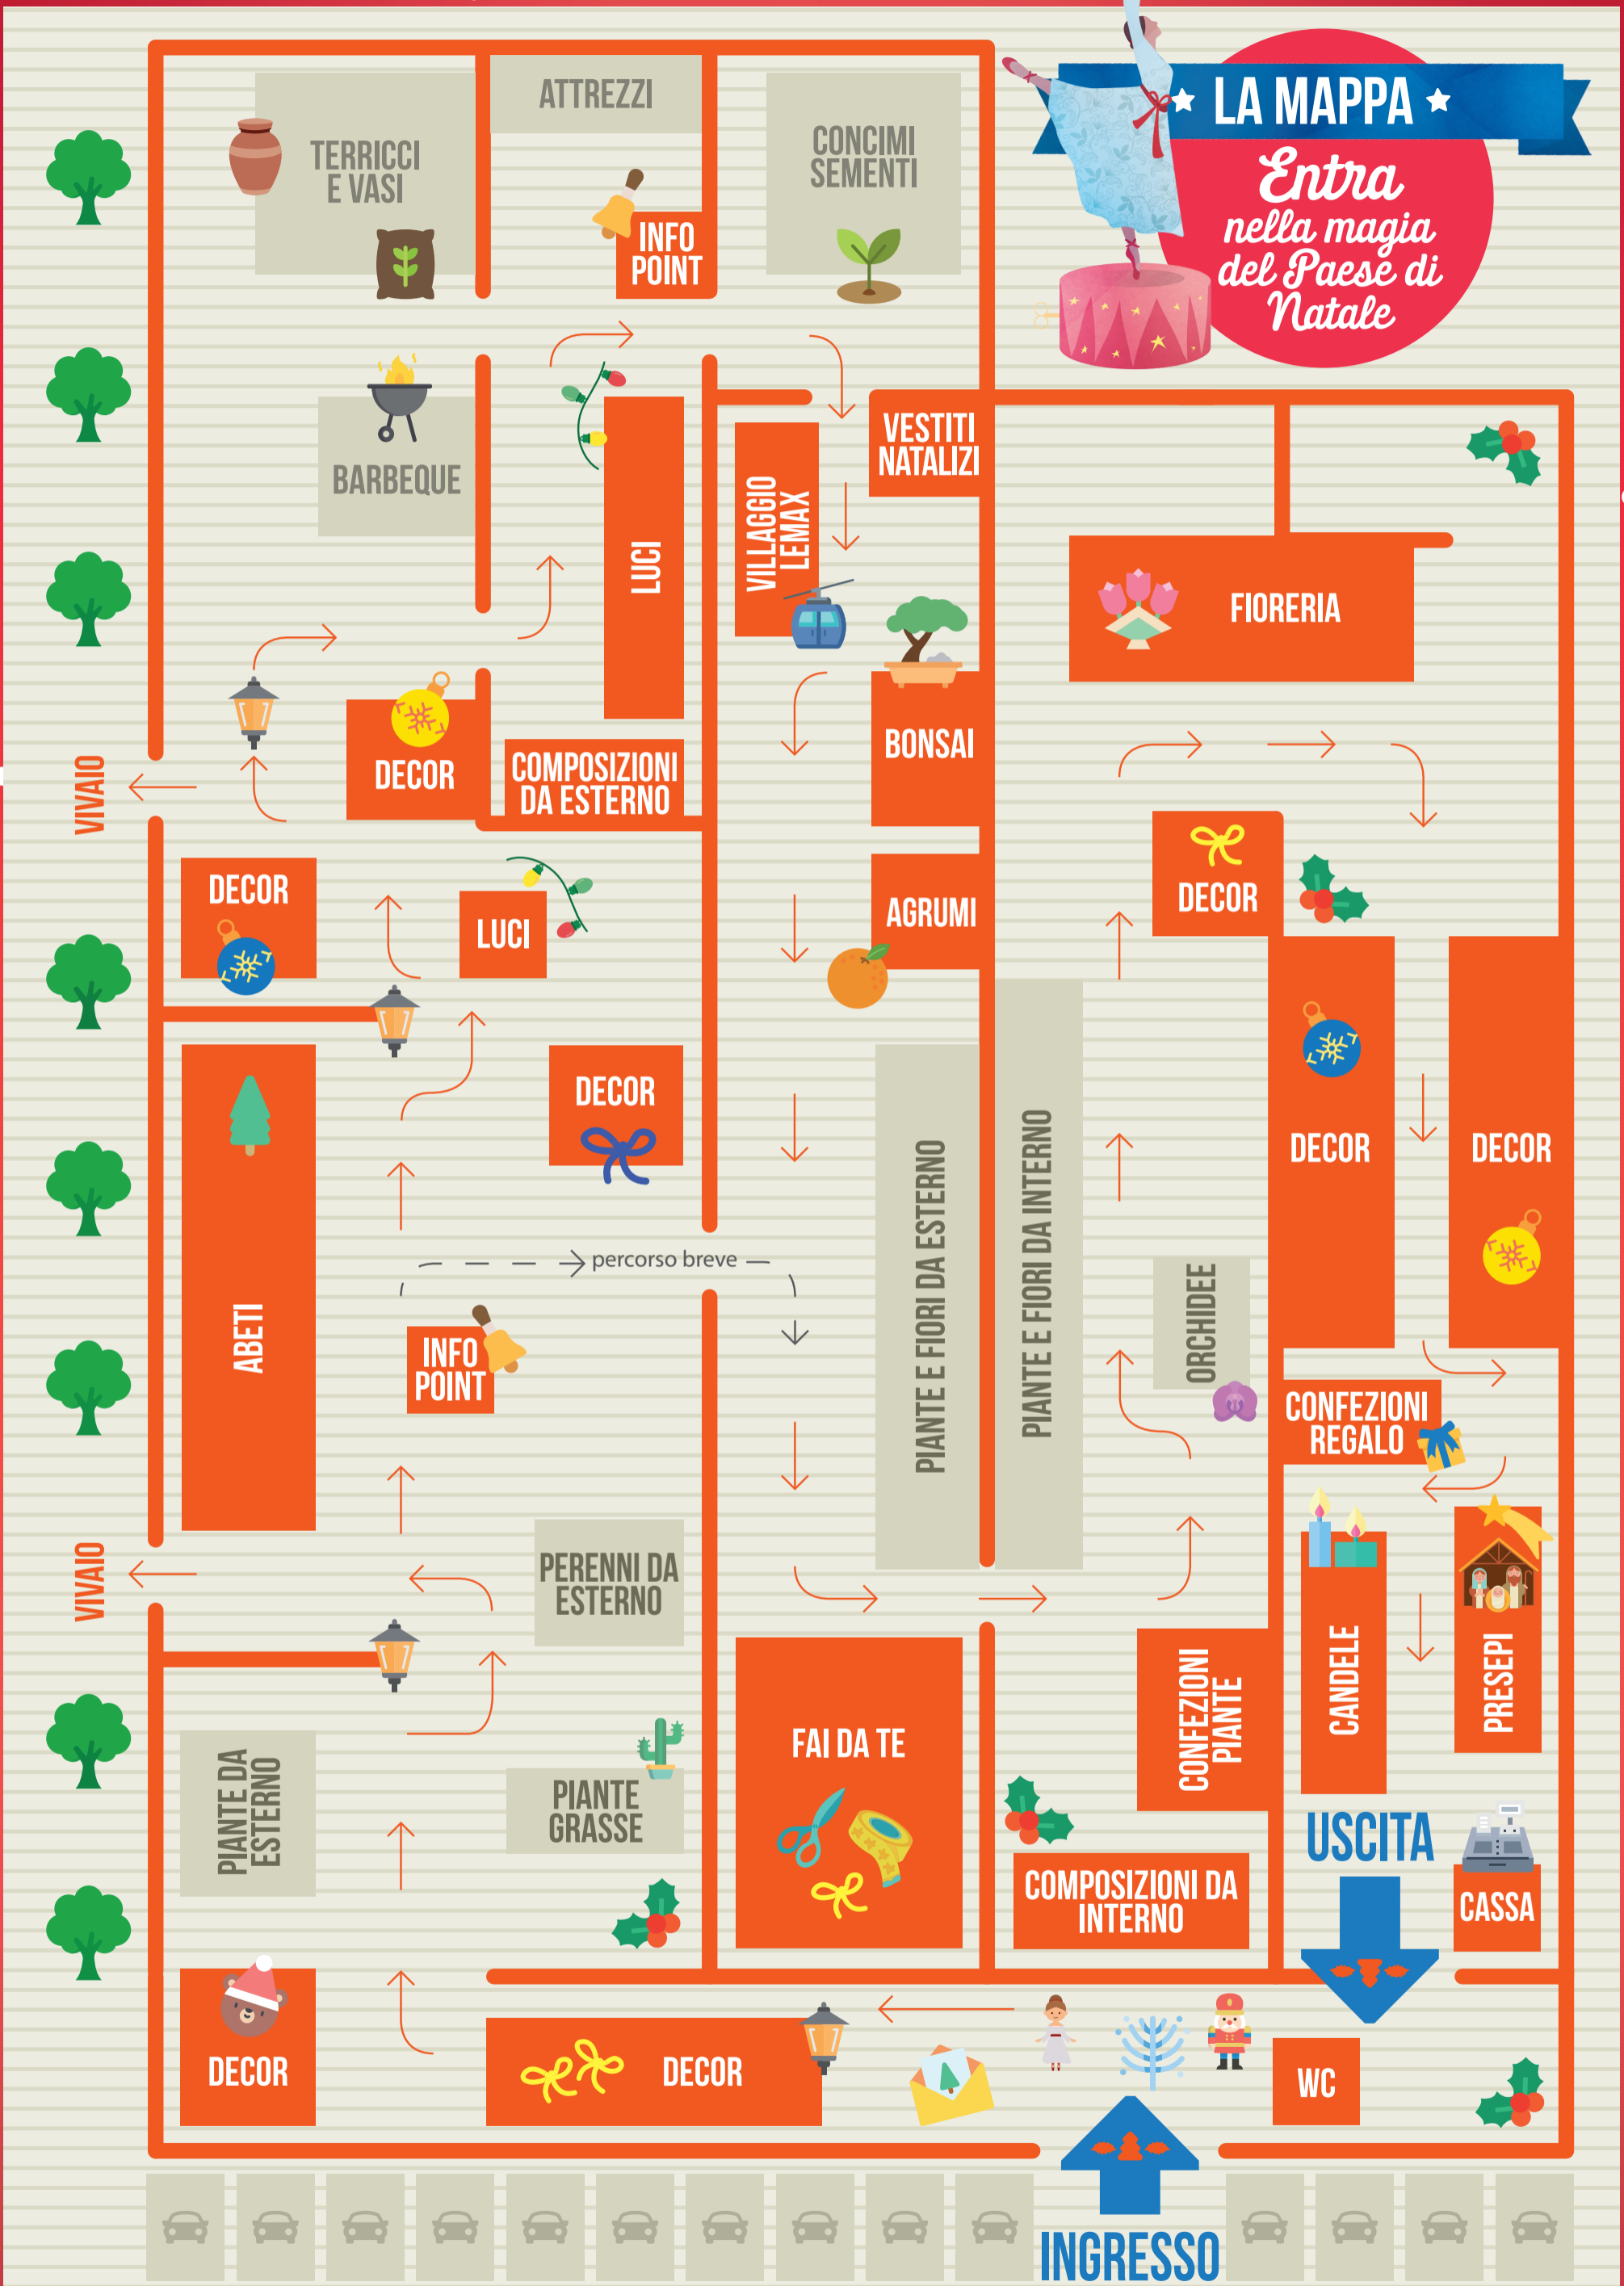 LA MAPPA
Entra
nella magia
del Paese di
Natale
ATTREZZI
TERRICCI
E VASI
CONCIMI
SEMENTI
INFO
POINT
BARBEQUE
LUCI
VILLAGGIO
LEMAX
VESTITI
NATALIZI
FIORERIA
DECOR
COMPOSIZIONI
DA ESTERNO
BONSAI
VIVAIO
DECOR
LUCI
AGRUMI
DECOR
DECOR
PIANTE E FIORI DA ESTERNO
PIANTE E FIORI DA INTERNO
DECOR
DECOR
percorso breve
ABETI
INFO
POINT
ORCHIDEE
CONFEZIONI
REGALO
VIVAIO
PERENNI DA
ESTERNO
CANDELE
PRESEPI
CONFEZIONI
PIANTE
FAI DA TE
PIANTE DA
ESTERNO
PIANTE
GRASSE
USCITA
COMPOSIZIONI DA
INTERNO
CASSA
DECOR
DECOR
WC
INGRESSO